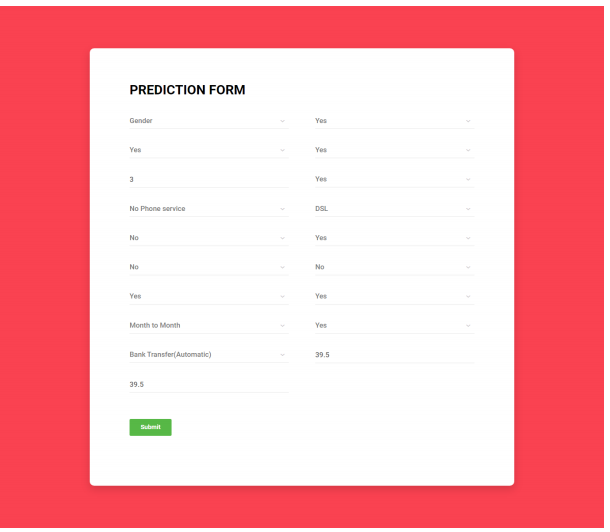 PREDICTION FORM
Gender
Yes
Yes
Yes
3
Yes
No Phone service
DSL
No
Yes
No
No
Yes
Yes
Month to Month
Yes
Bank Transfer(Automatic)
39.5
39.5
Submit